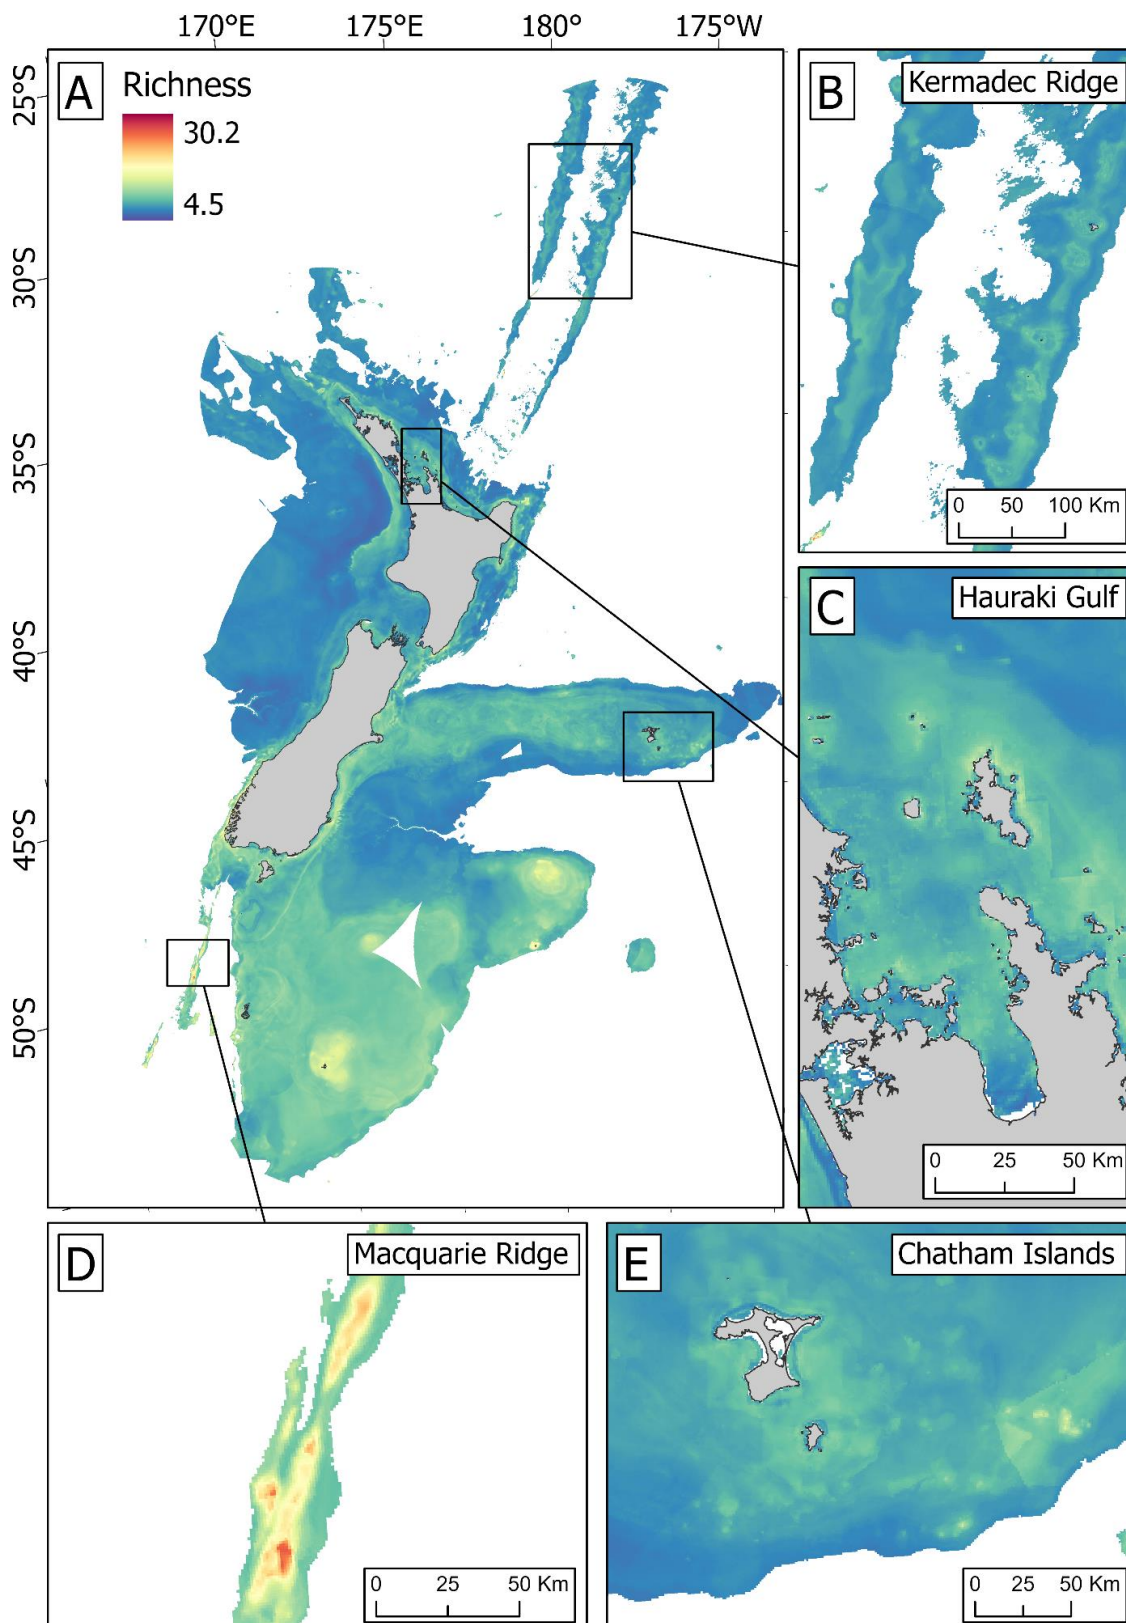 170°E 175°E 180° 175°W
25°S
30°S
35°S
40°S
45°S
50°S
A
Richness
30.2
4.5
B
Kermadec Ridge
0 50 100 Km
C
Hauraki Gulf
0 25 50 Km
D
Macquarie Ridge
0 25 50 Km
E
Chatham Islands
0 25 50 Km